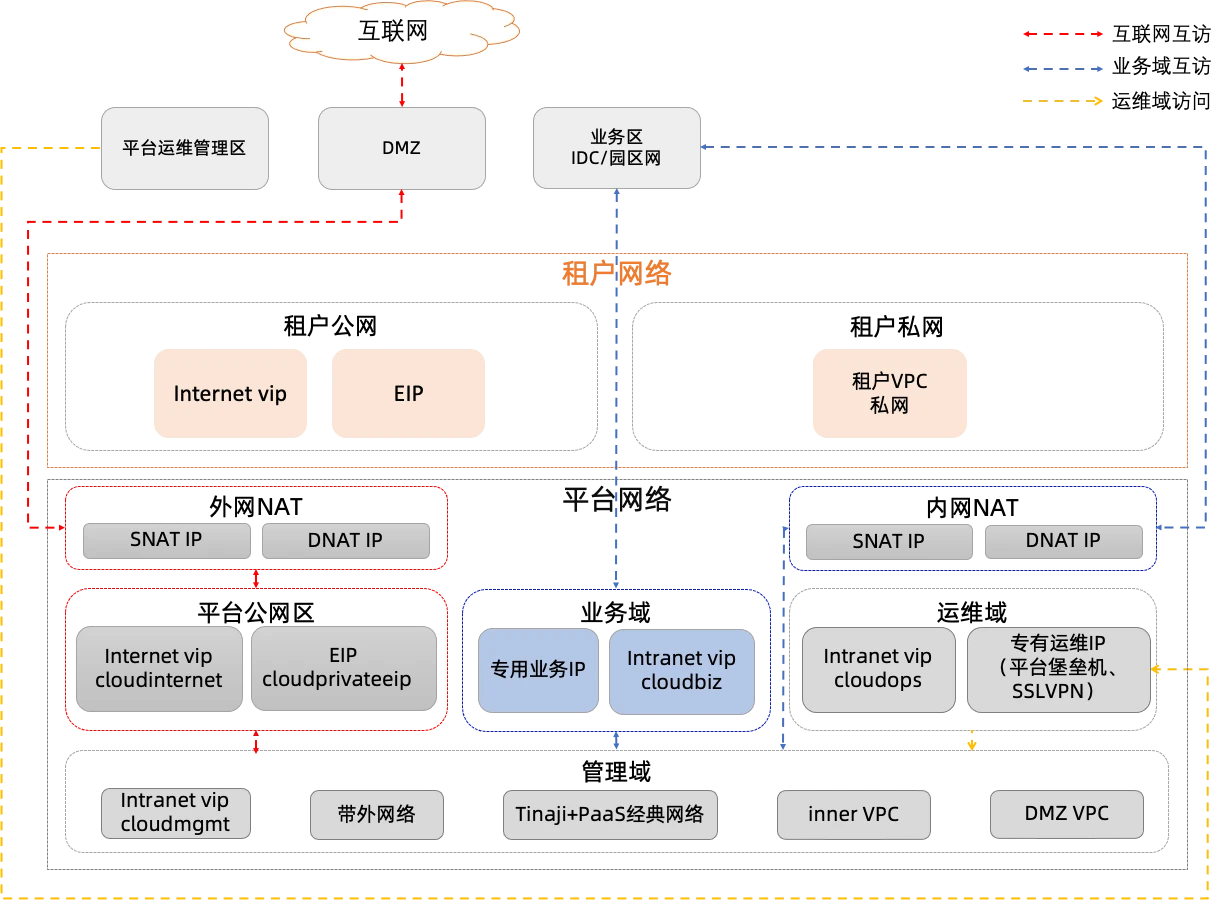 互联网
互联网互访
业务域互访
运维域访问
平台运维管理区
DMZ
业务区
IDC/园区网
租户网络
租户公网
Internet vip
EIP
租户私网
租户VPC
私网
平台网络
外网NAT
SNAT IP
DNAT IP
内网NAT
SNAT IP
DNAT IP
平台公网区
Internet vip
cloudinternet
EIP
cloudprivateeip
业务域
专用业务IP
Intranet vip
cloudbiz
运维域
Intranet vip
cloudops
专有运维IP
（平台堡垒机、
SSLVPN）
管理域
Intranet vip
cloudmgmt
带外网络
Tinaji+PaaS经典网络
inner VPC
DMZ VPC